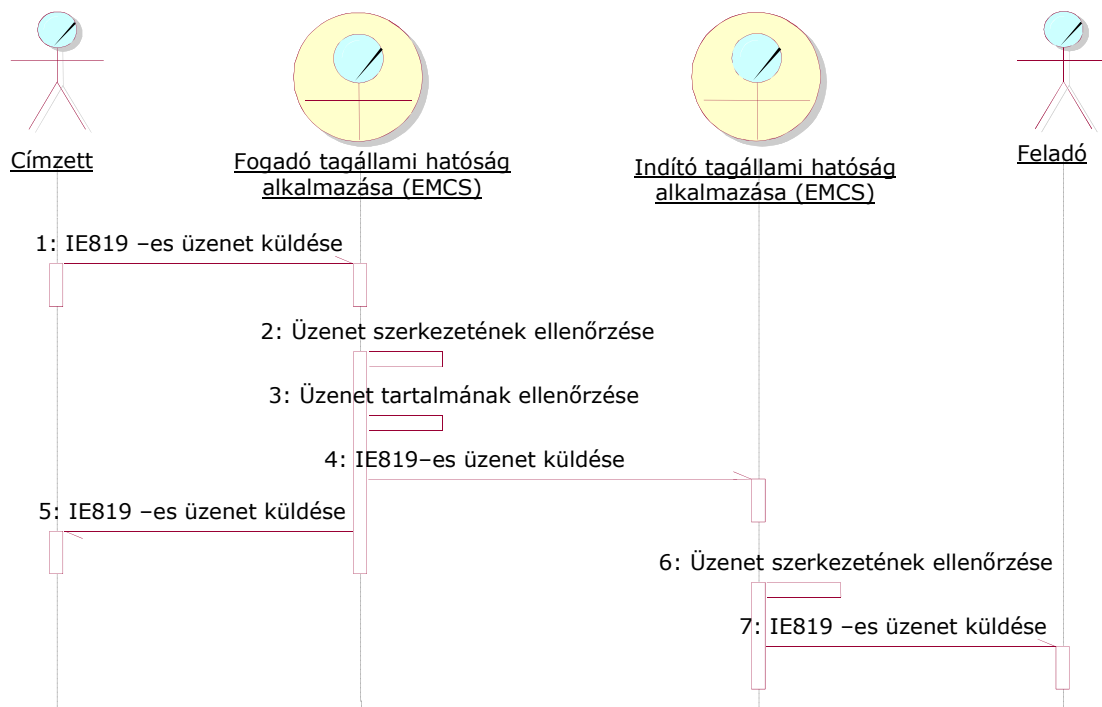 Címzett
Fogadó tagállami hatóság
alkalmazása (EMCS)
Indító tagállami hatóság
alkalmazása (EMCS)
Feladó
1: IE819 –es üzenet küldése
2: Üzenet szerkezetének ellenőrzése
3: Üzenet tartalmának ellenőrzése
4: IE819–es üzenet küldése
5: IE819 –es üzenet küldése
6: Üzenet szerkezetének ellenőrzése
7: IE819 –es üzenet küldése